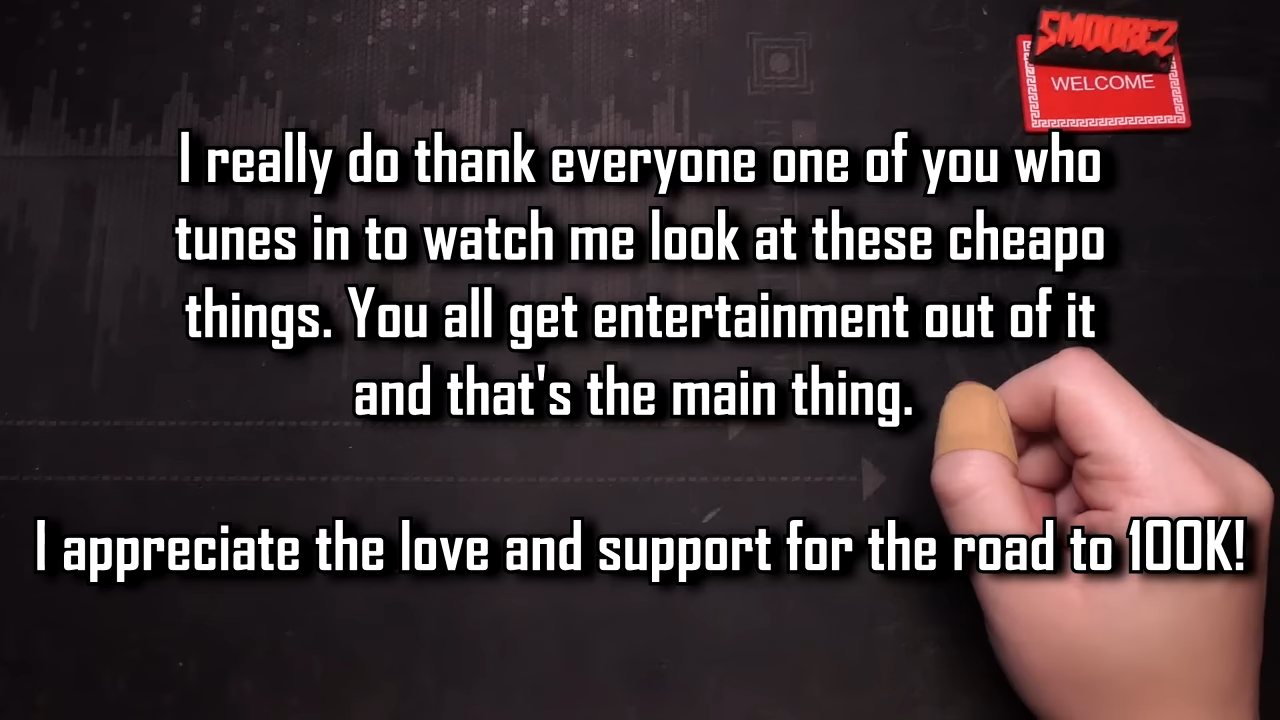 SMOOREZ
WELCOME
I really do thank everyone one of you who
tunes in to watch me look at these cheapo
things. You all get entertainment out of it
and that's the main thing.
I appreciate the love and support for the road to 100K!